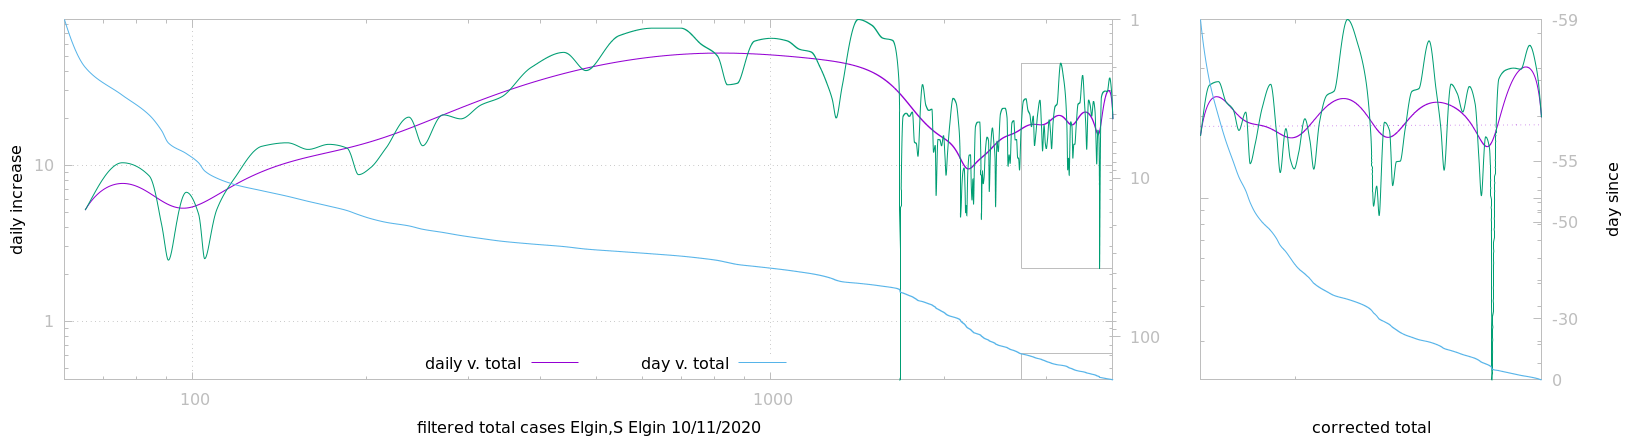 daily increase
10
1
100
1000
daily v. total
day v. total
1
10
100
filtered total cases Elgin,S Elgin 10/11/2020
-59
-55
-50
-30
0
day since
corrected total